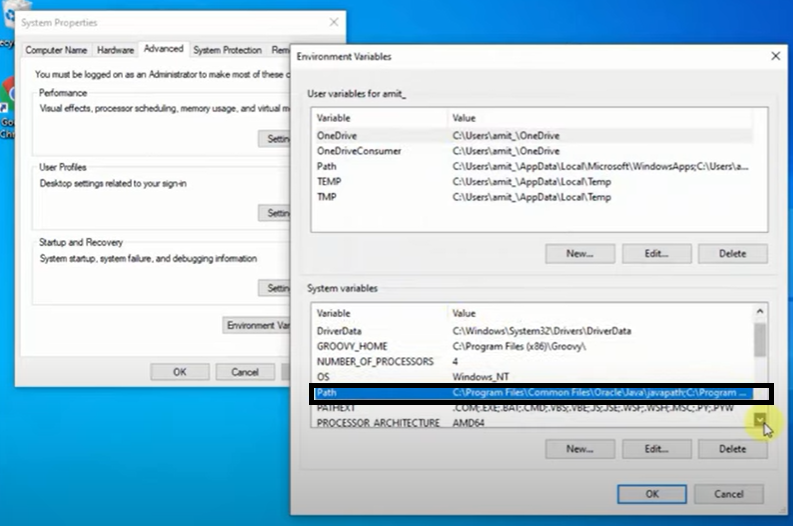 System Properties
Computer Name Hardware Advanced System Protection Rem
You must be logged on as an Administrator to make most of these c
Performance
Visual effects, processor scheduling, memory usage, and virtual m
Settin
User Profiles
Desktop settings related to your sign-in
Settin
Startup and Recovery
System startup, system failure, and debugging information
Settin
Environment Var
OK Cancel
Environment Variables
User variables for amit_
Variable Value
OneDrive C:\Users\amit_\OneDrive
OneDriveConsumer C:\Users\amit_\OneDrive
Path C:\Users\amit_\AppData\Local\Microsoft\WindowsApps;C:\Users\a...
TEMP C:\Users\amit_\AppData\Local\Temp
TMP C:\Users\amit_\AppData\Local\Temp
New... Edit... Delete
System variables
Variable Value
DriverData C:\Windows\System32\Drivers\DriverData
GROOVY_HOME C:\Program Files (x86)\Groovy\
NUMBER_OF_PROCESSORS 4
OS Windows_NT
Path C:\Program Files\Common Files\Oracle\Java\javapath;C:\Program ...
PATHEXT .COM;.EXE;.BAT;.CMD;.VBS;.VBE;.JS;.JSE;.WSF;.WSH;.MSC;.PY;.PYW
PROCESSOR_ARCHITECTURE AMD64
New... Edit... Delete
OK Cancel